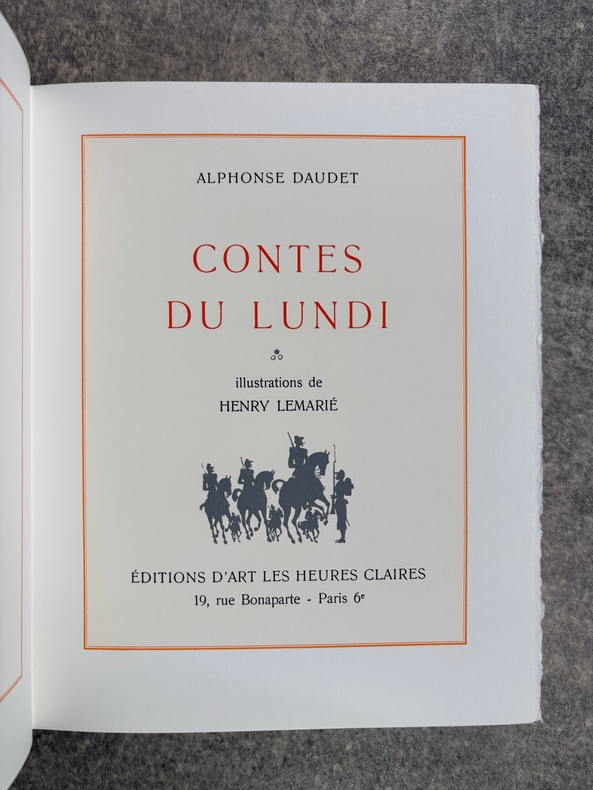 ALPHONSE DAUDET
CONTES
DU LUNDI
illustrations de
HENRY LEMARIÉ
ÉDITIONS D'ART LES HEURES CLAIRES
19, rue Bonaparte - Paris 6e